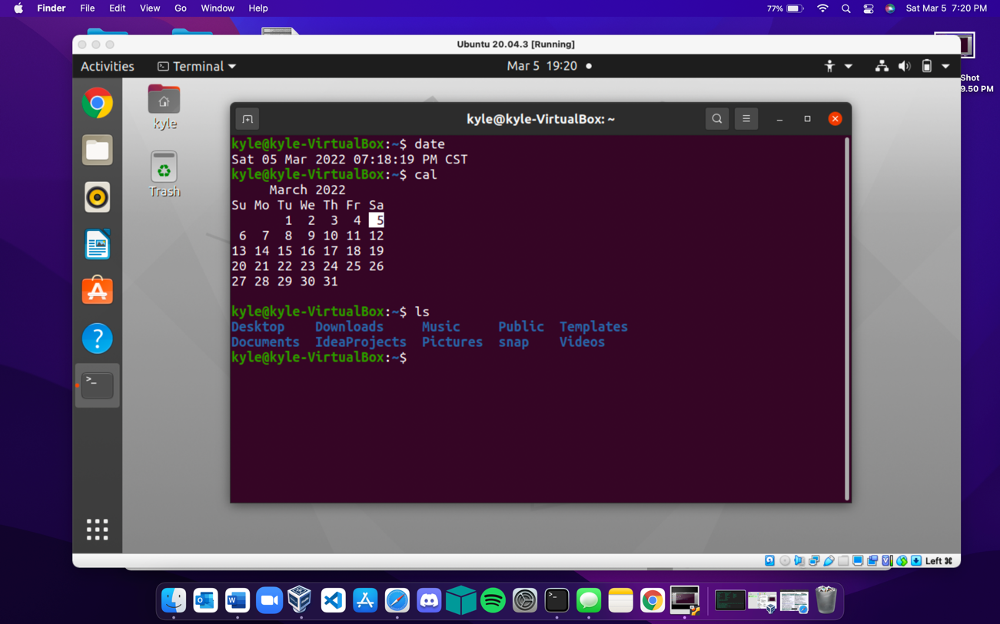 Finder File Edit View Go Window Help 77% Sat Mar 5 7:20 PM
Ubuntu 20.04.3 [Running]
Activities Terminal Mar 5 19:20
Shot
9.50 PM
kyle
Trash
kyle@kyle-VirtualBox: ~
kyle@kyle-VirtualBox:~$ date
Sat 05 Mar 2022 07:18:19 PM CST
kyle@kyle-VirtualBox:~$ cal
March 2022
Su Mo Tu We Th Fr Sa
1 2 3 4 5
6 7 8 9 10 11 12
13 14 15 16 17 18 19
20 21 22 23 24 25 26
27 28 29 30 31
kyle@kyle-VirtualBox:~$ ls
Desktop Downloads Music Public Templates
Documents IdeaProjects Pictures snap Videos
kyle@kyle-VirtualBox:~$
Left ⌘